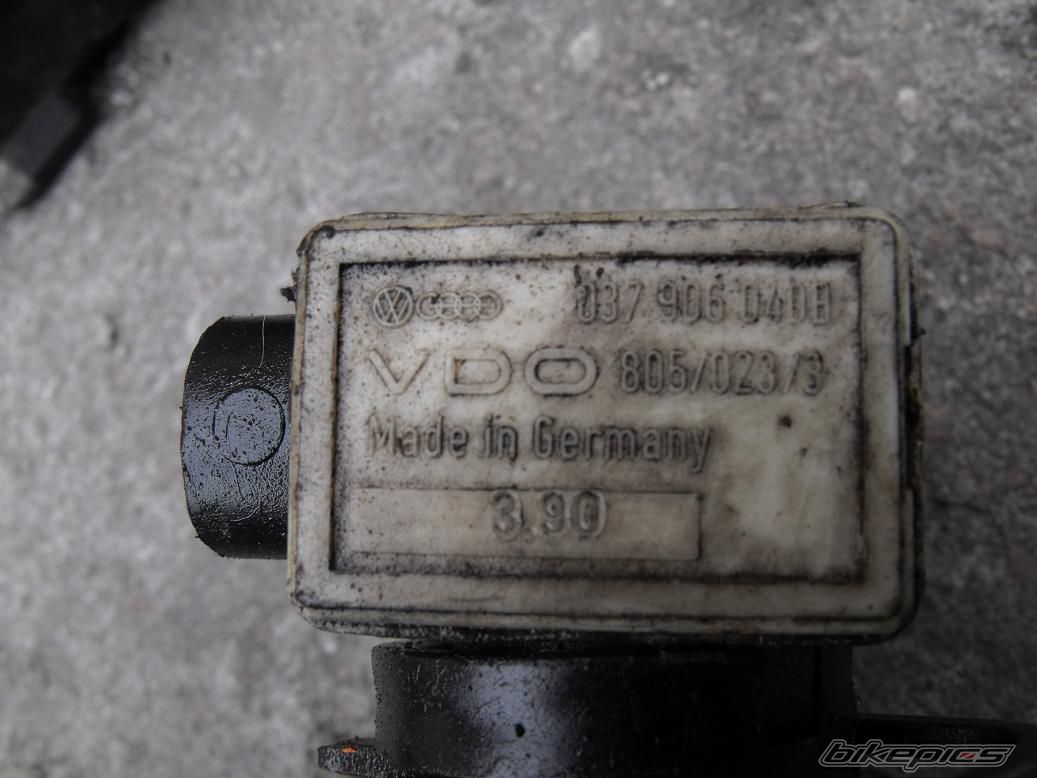 037 906 040B
VDO 805/023/3
Made in Germany
3.90
bikepics